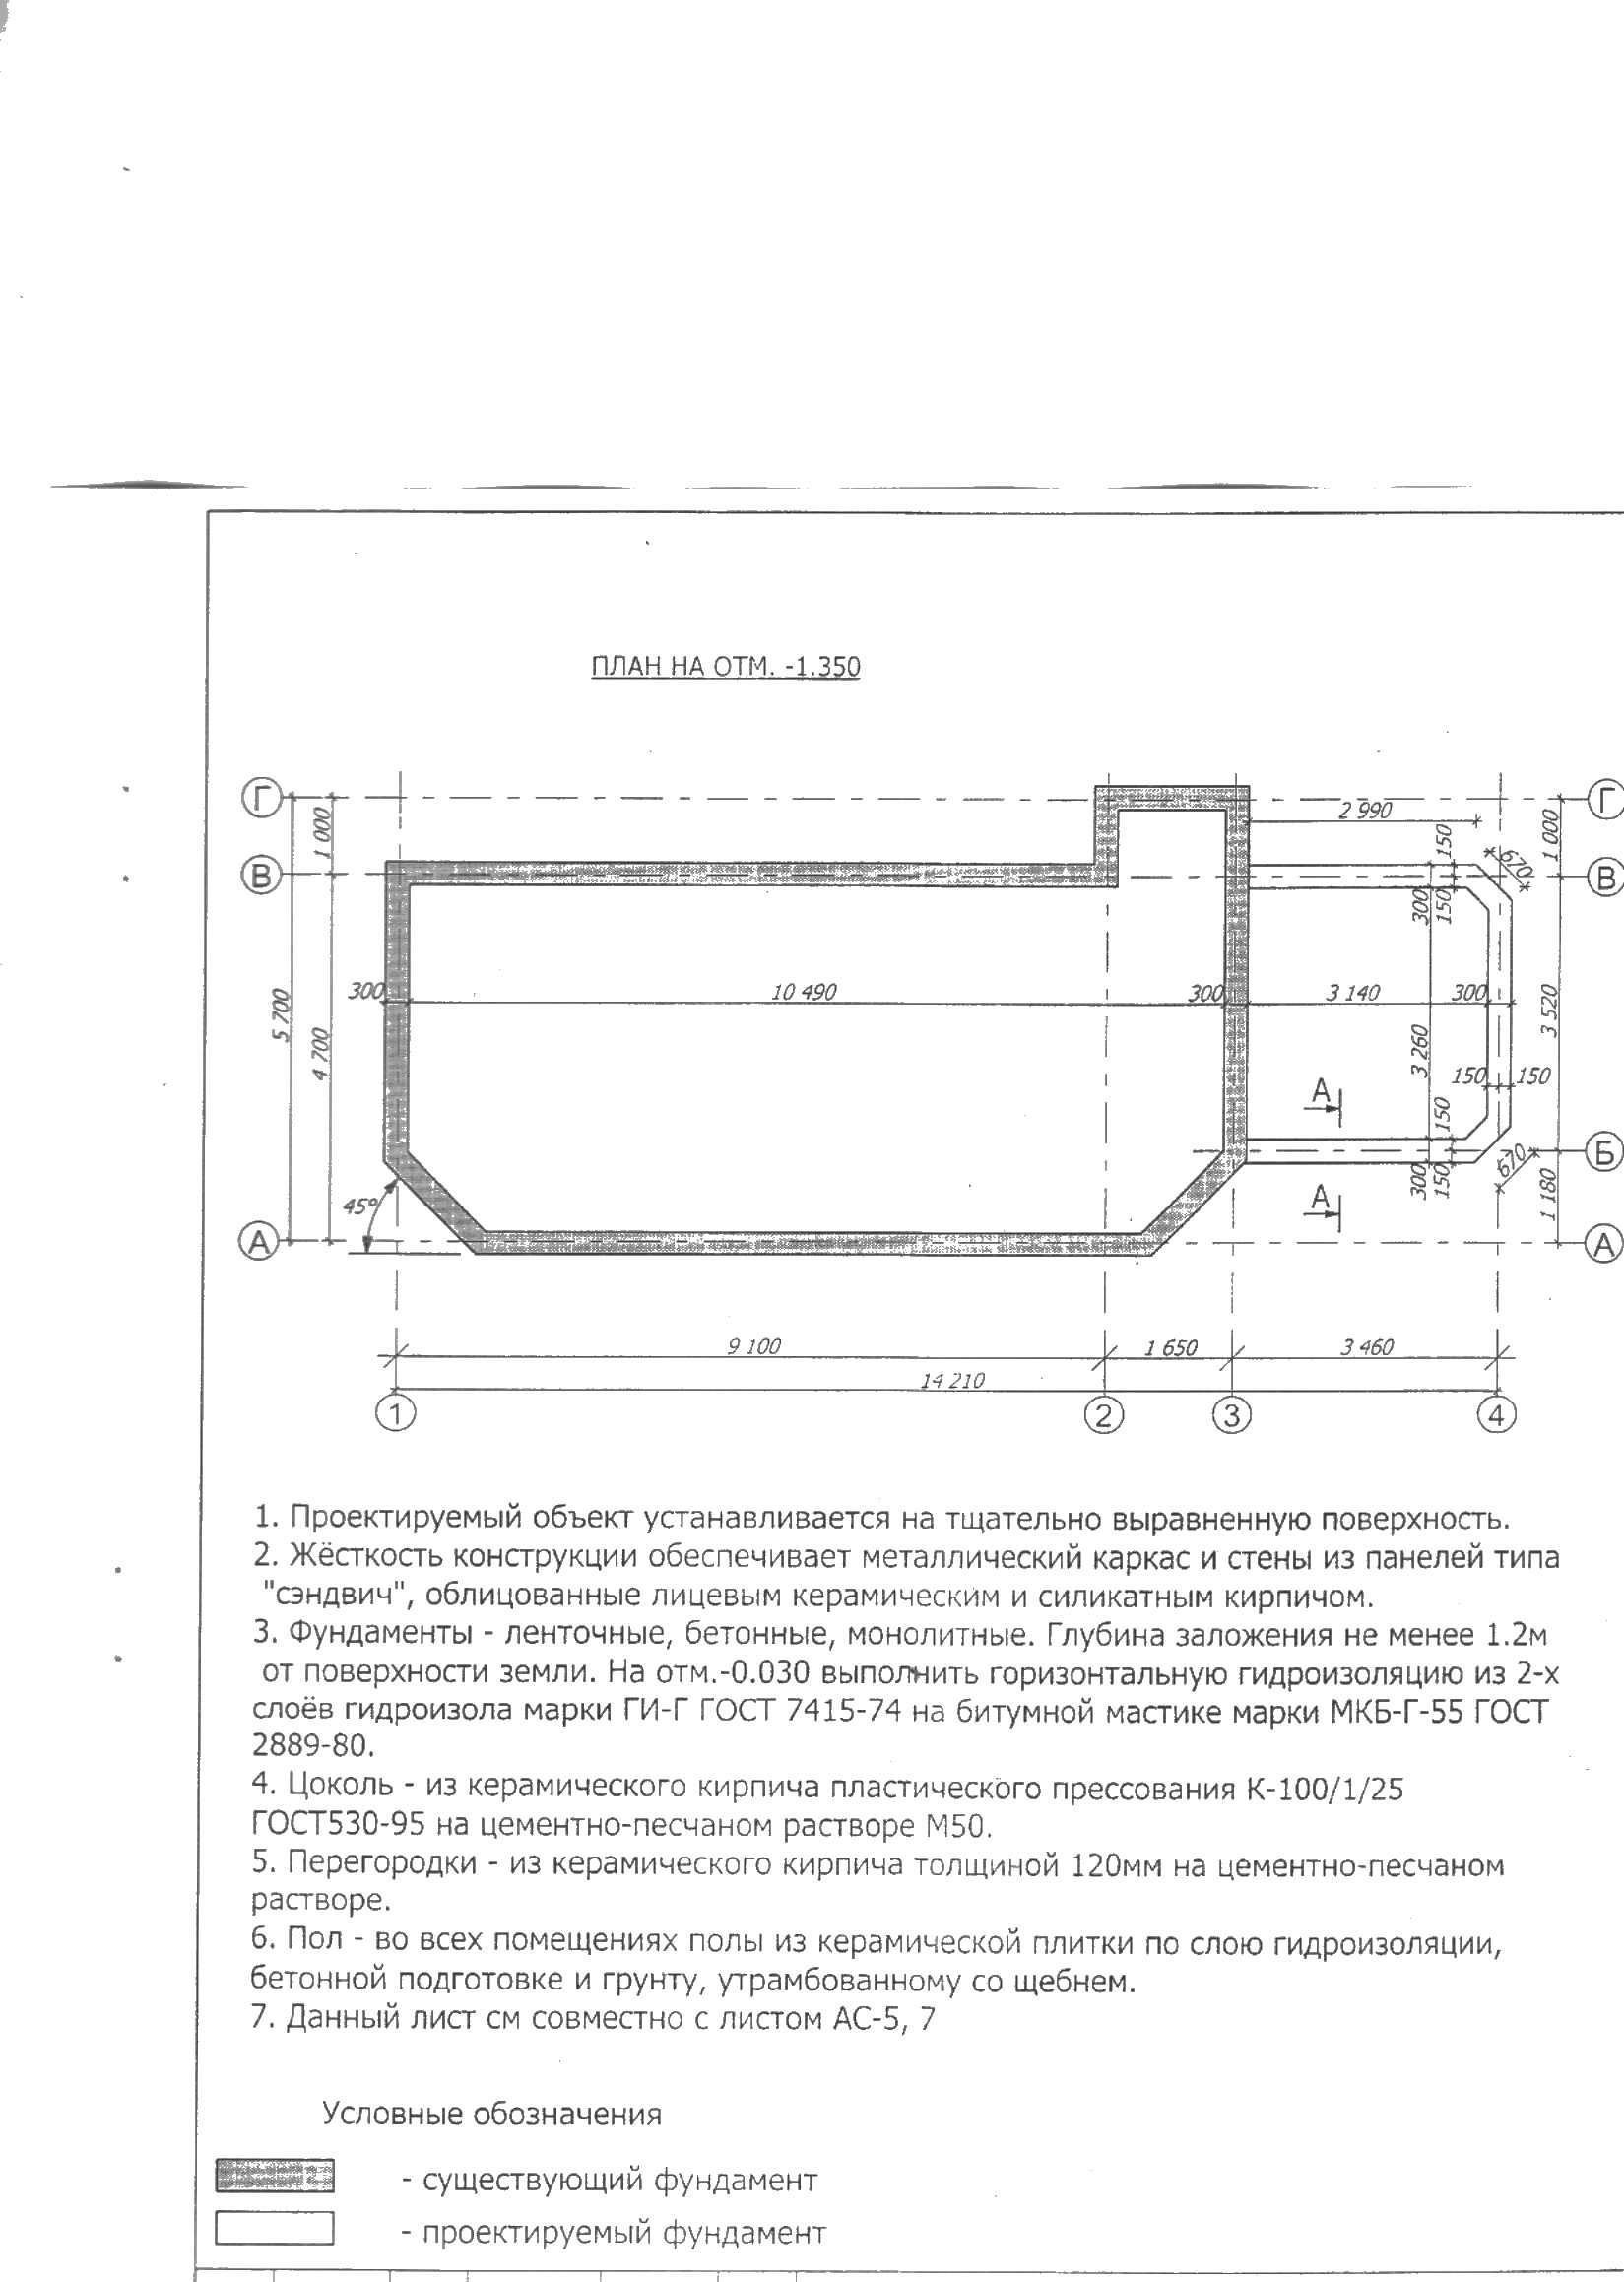 ПЛАН НА ОТМ. -1.350
Г
Г
2 990
1 000
150
670
1 000
В
В
300
150
300
10 490
300
3 140
300
5 700
4 700
3 260
3 520
150
150
А
150
Б
670
300
150
45°
А
1 180
А
А
9 100
1 650
3 460
14 210
1
2
3
4
1. Проектируемый объект устанавливается на тщательно выравненную поверхность.
2. Жёсткость конструкции обеспечивает металлический каркас и стены из панелей типа
"сэндвич", облицованные лицевым керамическим и силикатным кирпичом.
3. Фундаменты - ленточные, бетонные, монолитные. Глубина заложения не менее 1.2м
от поверхности земли. На отм.-0.030 выполнить горизонтальную гидроизоляцию из 2-х
слоёв гидроизола марки ГИ-Г ГОСТ 7415-74 на битумной мастике марки МКБ-Г-55 ГОСТ
2889-80.
4. Цоколь - из керамического кирпича пластического прессования К-100/1/25
ГОСТ530-95 на цементно-песчаном растворе М50.
5. Перегородки - из керамического кирпича толщиной 120мм на цементно-песчаном
растворе.
6. Пол - во всех помещениях полы из керамической плитки по слою гидроизоляции,
бетонной подготовке и грунту, утрамбованному со щебнем.
7. Данный лист см совместно с листом АС-5, 7
Условные обозначения
- существующий фундамент
- проектируемый фундамент